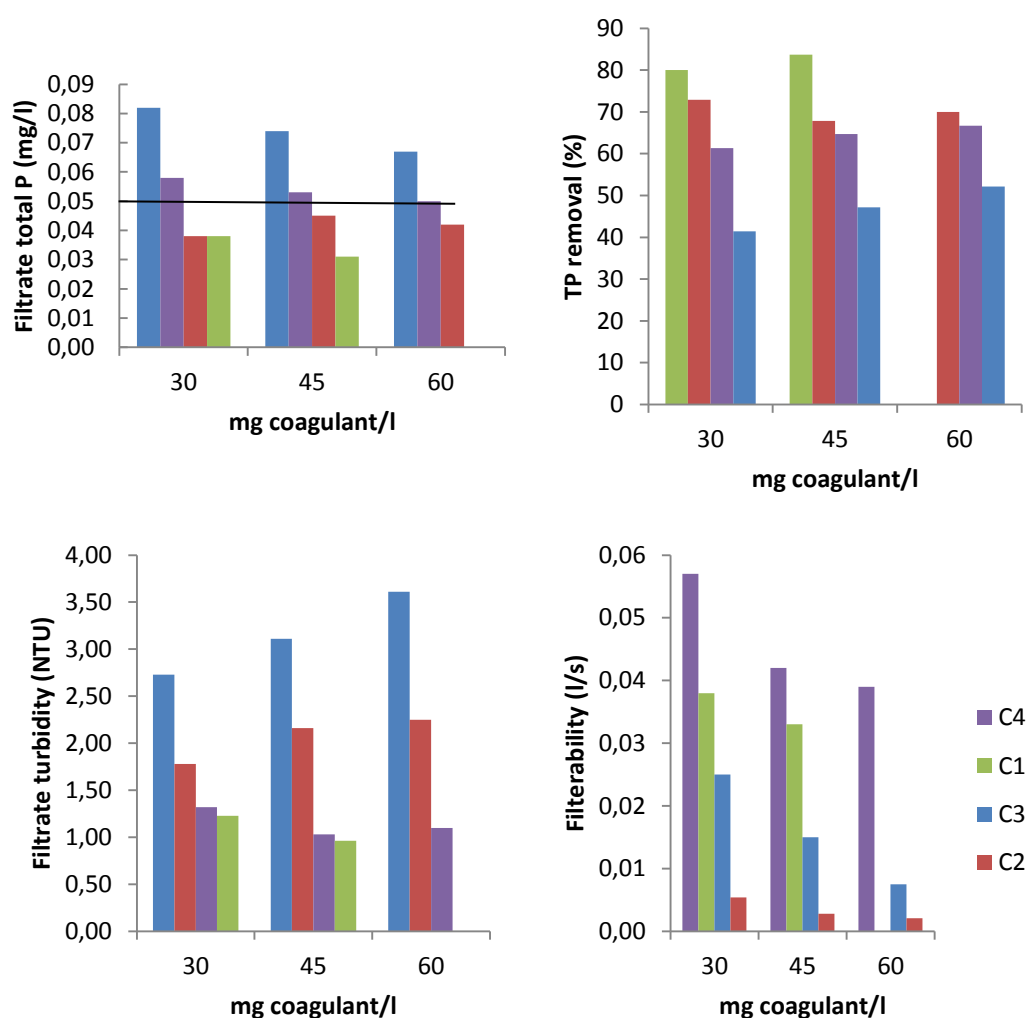 Filtrate total P (mg/l)
0,09
0,08
0,07
0,06
0,05
0,04
0,03
0,02
0,01
0,00
30 45 60
mg coagulant/l
TP removal (%)
90
80
70
60
50
40
30
20
10
0
30 45 60
mg coagulant/l
Filtrate turbidity (NTU)
4,00
3,50
3,00
2,50
2,00
1,50
1,00
0,50
0,00
30 45 60
mg coagulant/l
Filterability (l/s)
0,06
0,05
0,04
0,03
0,02
0,01
0,00
30 45 60
mg coagulant/l
C4
C1
C3
C2